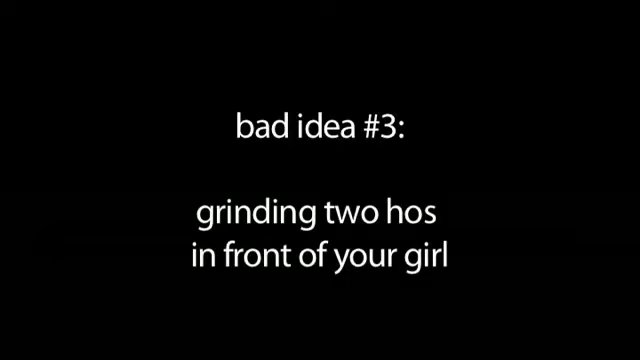 bad idea #3:
grinding two hos
in front of your girl